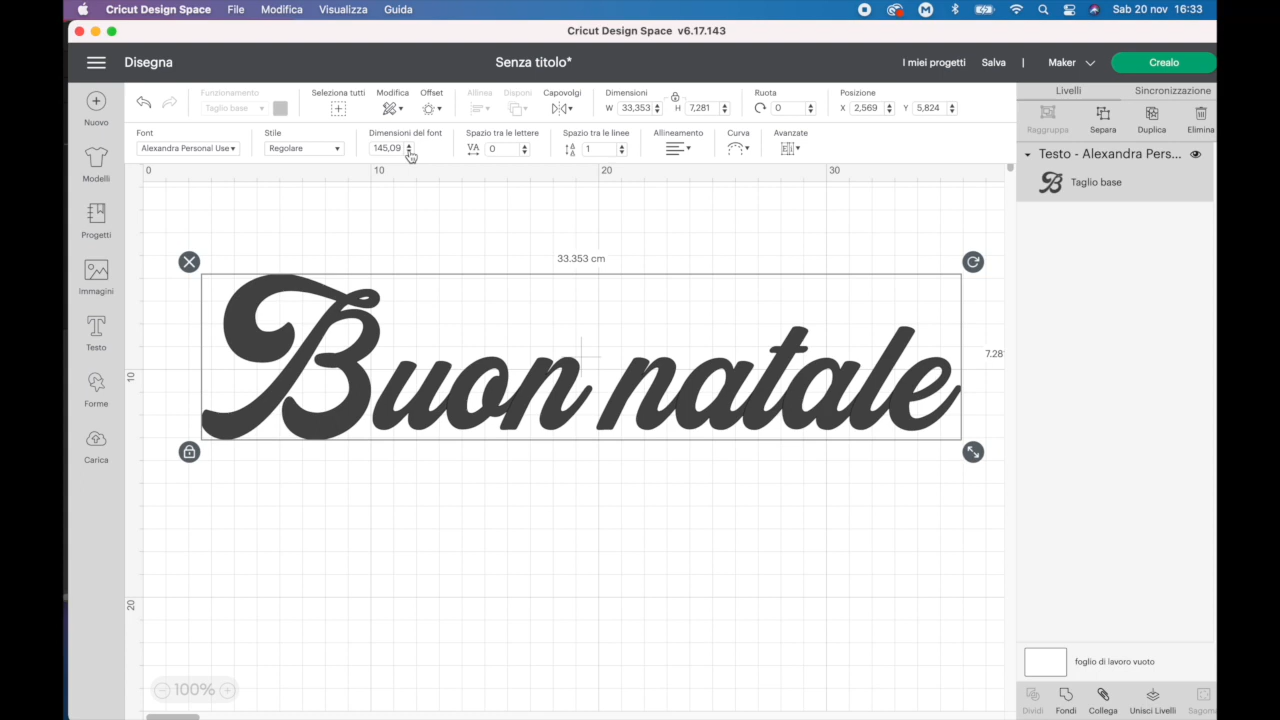 Cricut Design Space File Modifica Visualizza Guida Sab 20 nov 16:33
Cricut Design Space v6.17.143
Disegna Senza titolo* I miei progetti Salva | Maker Crealo
Funzionamento Seleziona tutti Modifica Offset Allinea Disponi Capovolgi Dimensioni Ruota Posizione
Taglio base W 33,353 H 7,281 0 X 2,569 Y 5,824
Font Stile Dimensioni del font Spazio tra le lettere Spazio tra le linee Allineamento Curva Avanzate
Alexandra Personal Use Regolare 145,09 VA 0 1
Livelli Sincronizzazione
Raggruppa Separa Duplica Elimina
Testo - Alexandra Pers...
Taglio base
Nuovo
Modelli
Progetti
Immagini
Testo
Forme
Carica
0 10 20 30
33.353 cm
Buon natale
7.28
10
20
100%
foglio di lavoro vuoto
Dividi Fondi Collega Unisci Livelli Sagom